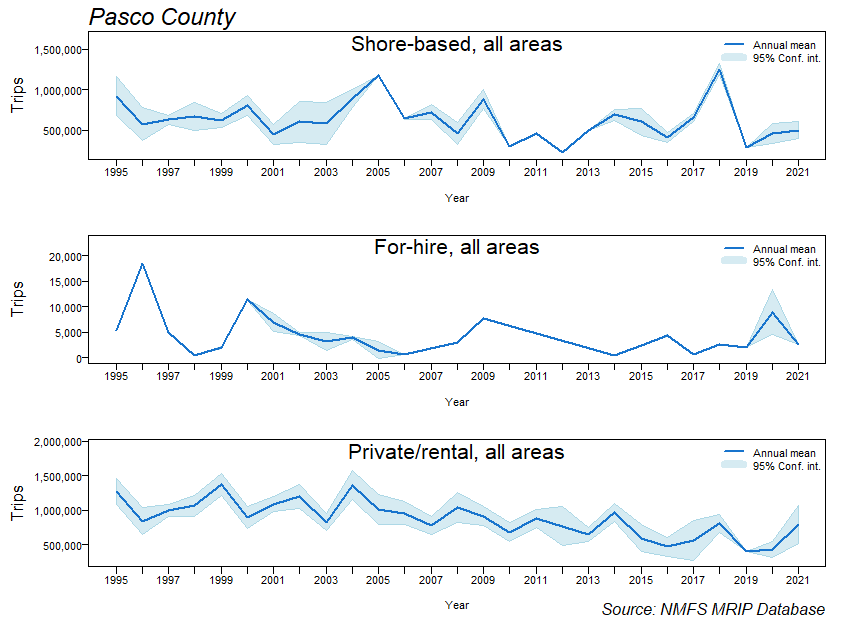 Pasco County
Shore-based, all areas
Annual mean
95% Conf. int.
Trips
1,500,000
1,000,000
500,000
1995 1997 1999 2001 2003 2005 2007 2009 2011 2013 2015 2017 2019 2021
Year
For-hire, all areas
Annual mean
95% Conf. int.
Trips
20,000
15,000
10,000
5,000
0
1995 1997 1999 2001 2003 2005 2007 2009 2011 2013 2015 2017 2019 2021
Year
Private/rental, all areas
Annual mean
95% Conf. int.
Trips
2,000,000
1,500,000
1,000,000
500,000
1995 1997 1999 2001 2003 2005 2007 2009 2011 2013 2015 2017 2019 2021
Year
Source: NMFS MRIP Database